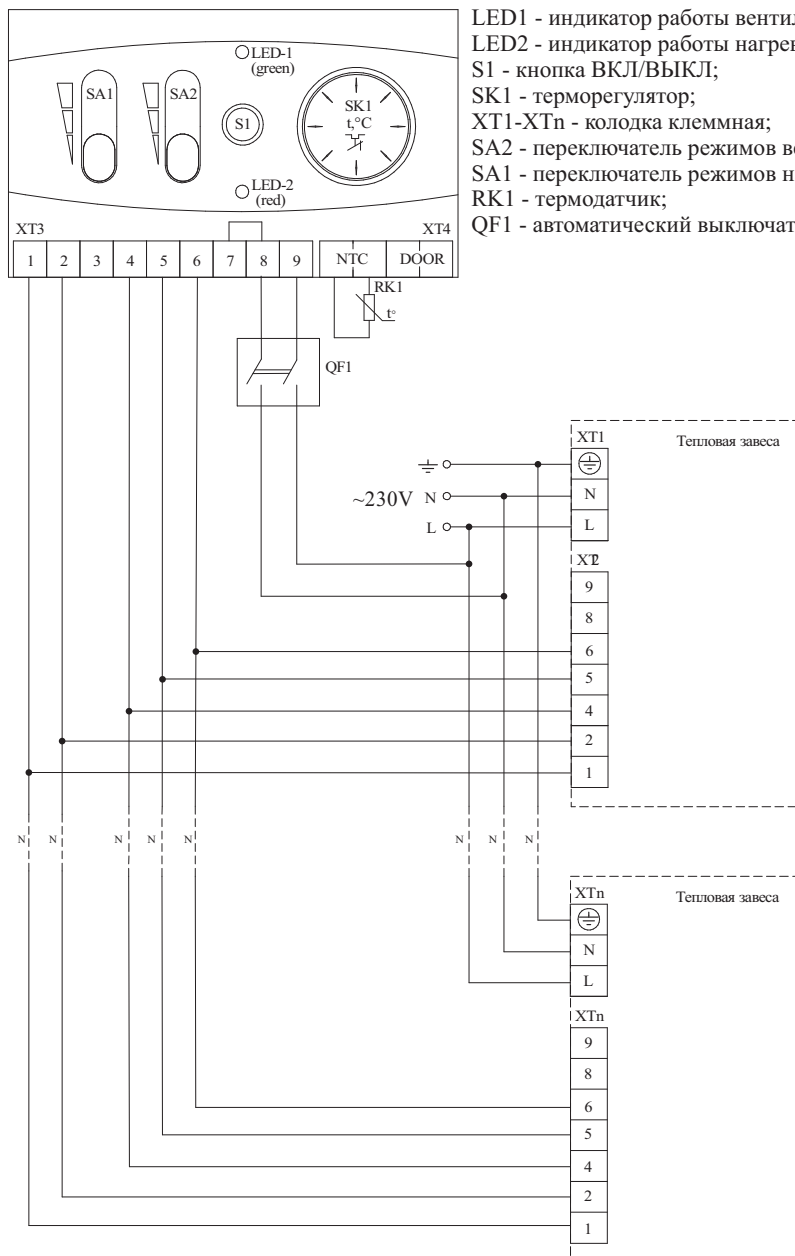 LED1 - индикатор работы
LED2 - индикатор работы
S1 - кнопка ВКЛ/ВЫКЛ;
SK1 - терморегулятор;
XT1-XTn - колодка клеммная;
SA2 - переключатель режимов
SA1 - переключатель режимов
RK1 - термодатчик;
QF1 - автоматический
LED-1
(green)
SA1
SA2
S1
SK1
t,°C
LED-2
(red)
XT3
XT4
1 2 3 4 5 6 7 8 9 NTC DOOR
RK1
t°
QF1
XT1
Тепловая завеса
~230V
N
L
N
L
XT2
9
8
6
5
4
2
1
N N N N N N N N
XTn
Тепловая завеса
N
L
XTn
9
8
6
5
4
2
1